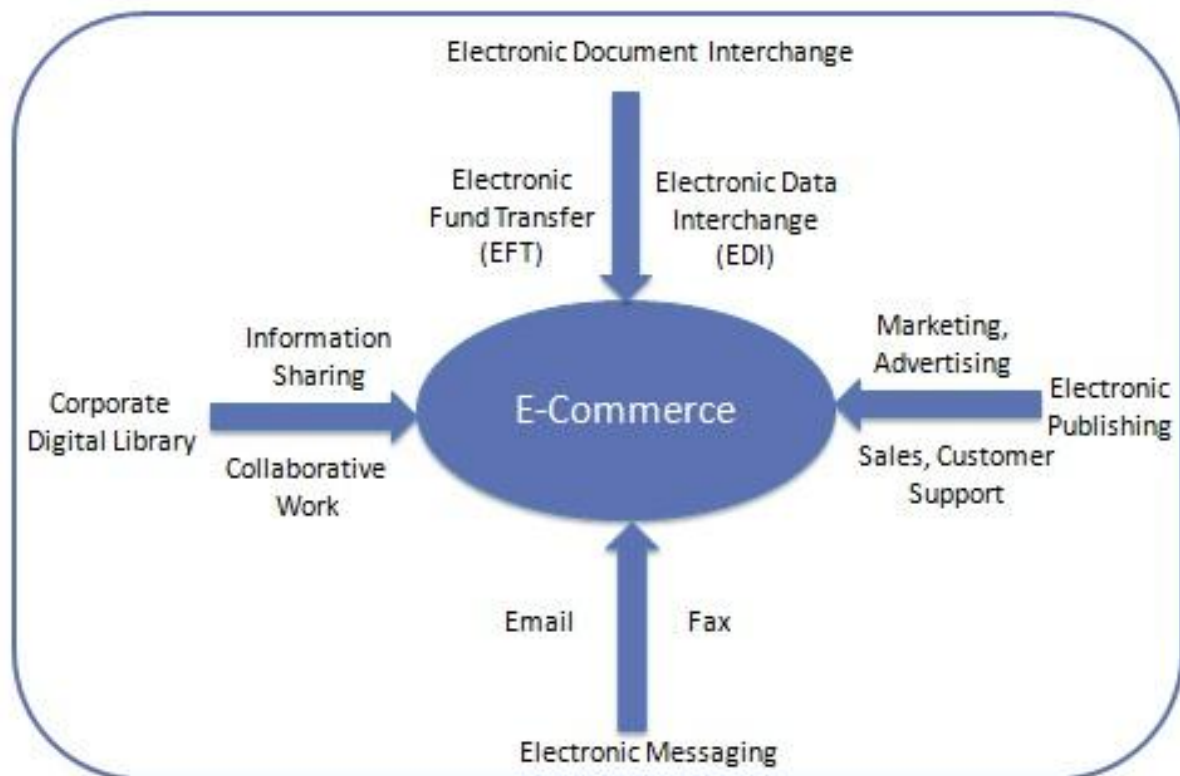 Electronic Document Interchange
Electronic
Fund Transfer
(EFT)
Electronic Data
Interchange
(EDI)
Information
Sharing
Corporate
Digital Library
Collaborative
Work
E-Commerce
Marketing,
Advertising
Electronic
Publishing
Sales, Customer
Support
Email
Fax
Electronic Messaging